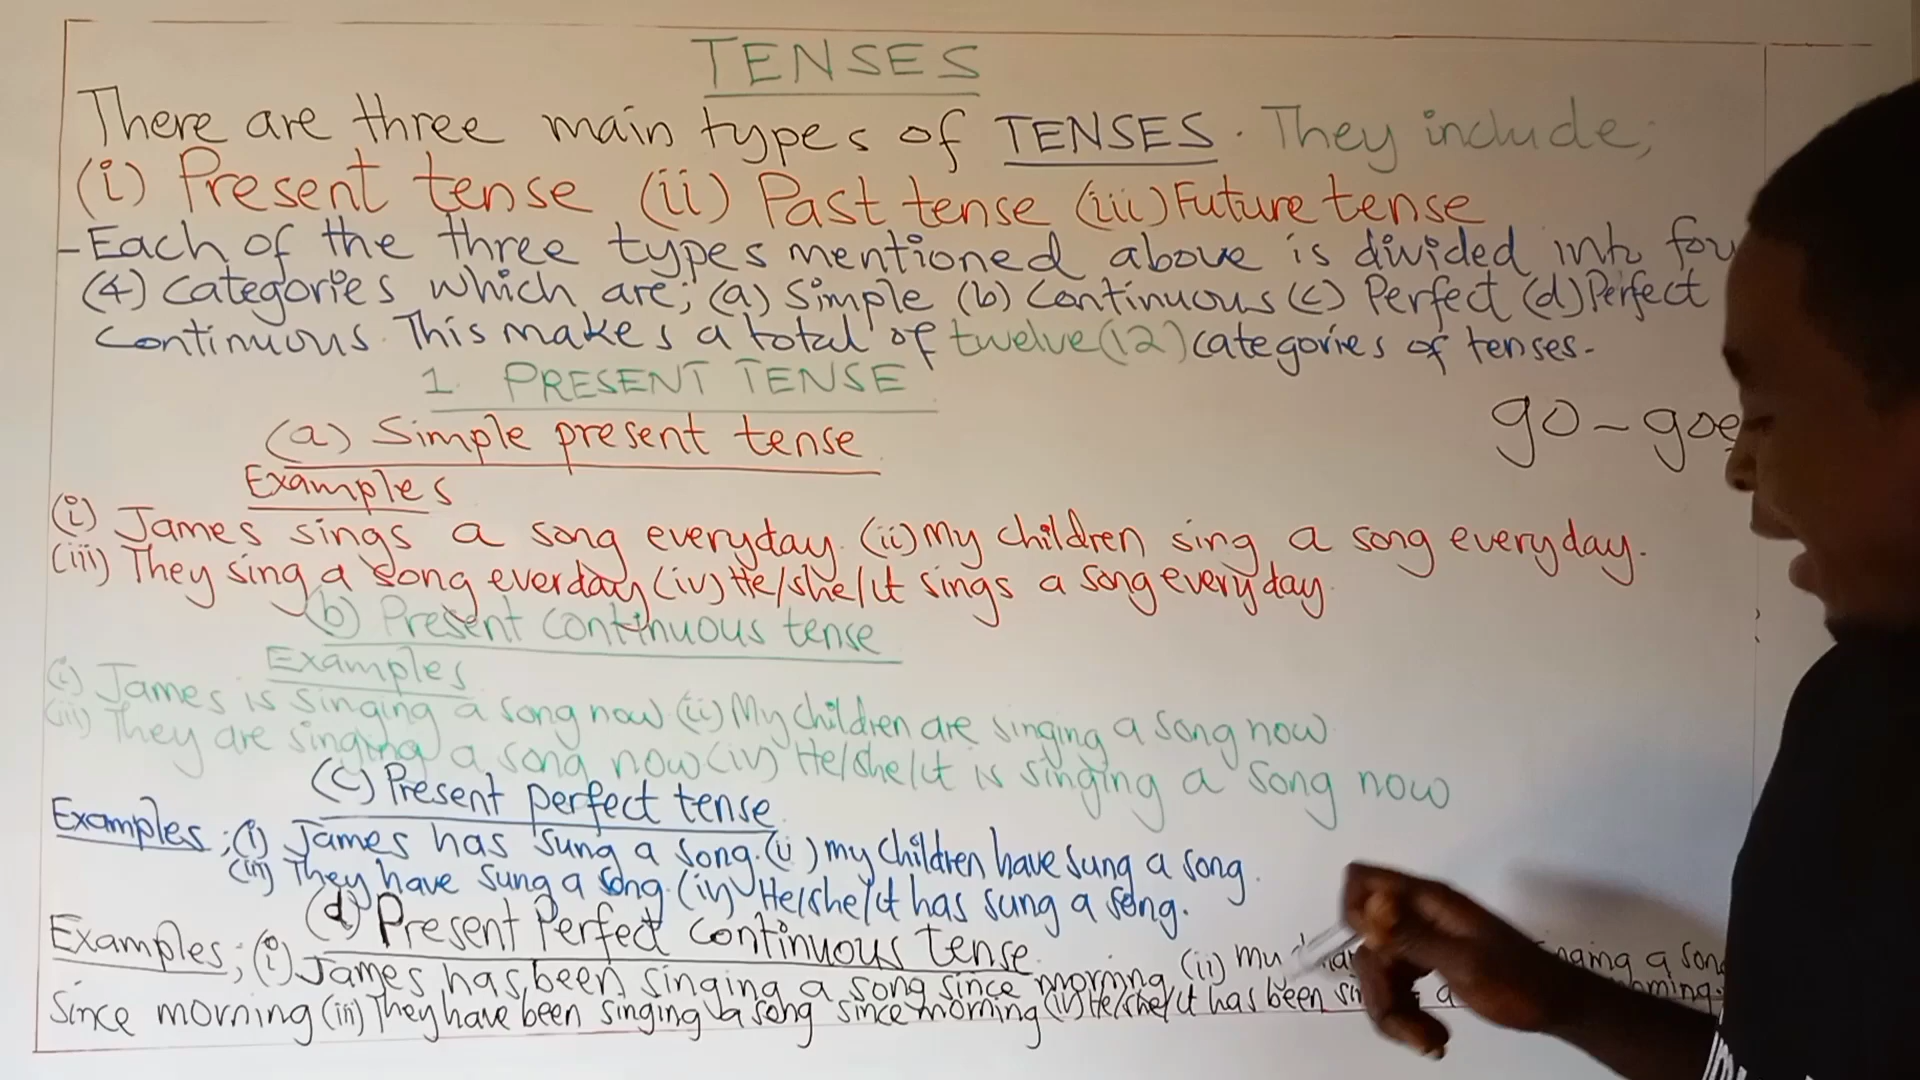 TENSES
There are three main types of TENSES. They include;
(i) Present tense (ii) Past tense (iii) Future tense
- Each of the three types mentioned above is divided into fou
(4) categories which are; (a) Simple (b) Continuous (c) Perfect (d) Perfect
Continuous. This makes a total of twelve (12) categories of tenses.
1. PRESENT TENSE
(a) Simple present tense
go - goe
Examples
(i) James sings a song everyday. (ii) My children sing a song everyday.
(iii) They sing a song everday (iv) He/she/it sings a song everyday.
(b) Present continuous tense
Examples
(i) James is singing a song now (ii) My children are singing a song now
(iii) They are singing a song now (iv) He/she/it is singing a song now
(c) Present perfect tense
Examples; (i) James has sung a song. (ii) my children have sung a song.
(iii) They have sung a song. (iv) He/she/it has sung a song.
(d) Present Perfect continuous tense.
Examples; (i) James has been singing a song since morning (ii) my a song
since morning (iii) They have been singing a song since morning (iv) He/she/it has been a